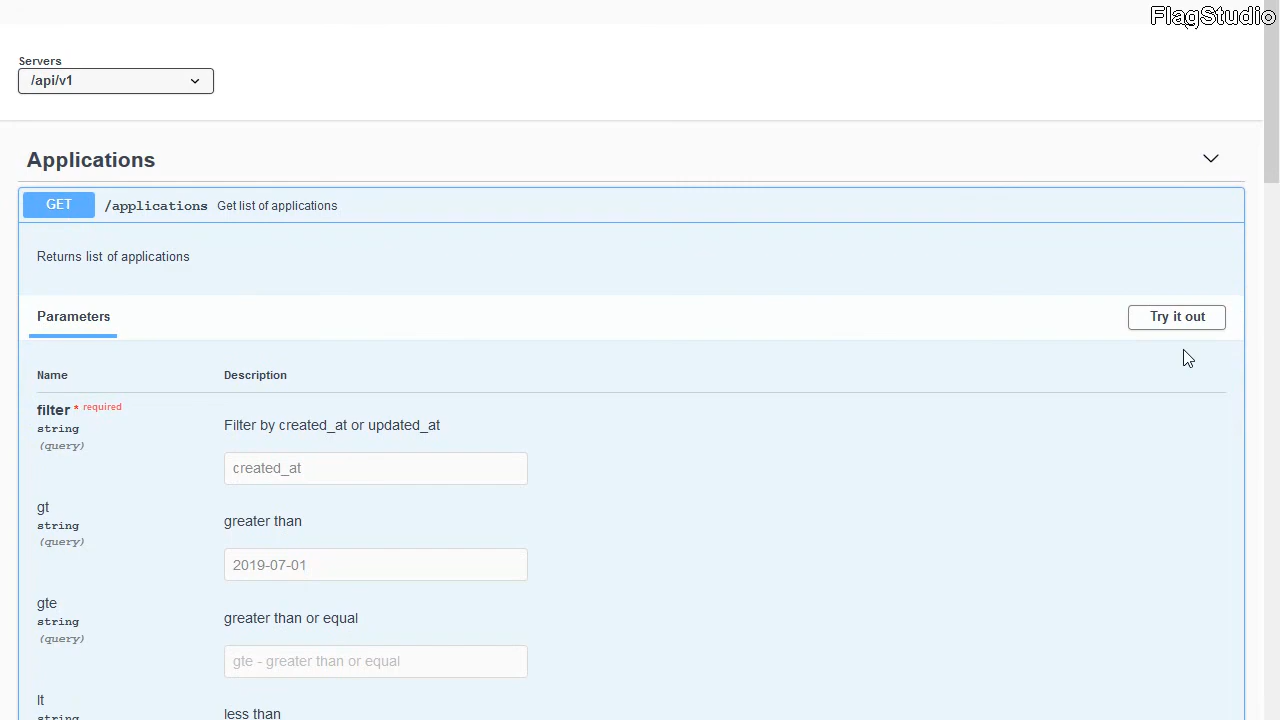 FlagStudio
Servers
/api/v1
Applications
GET /applications Get list of applications
Returns list of applications
Parameters
Try it out
Name Description
filter * required
string
(query)
Filter by created_at or updated_at
created_at
gt
string
(query)
greater than
2019-07-01
gte
string
(query)
greater than or equal
gte - greater than or equal
lt
string
less than